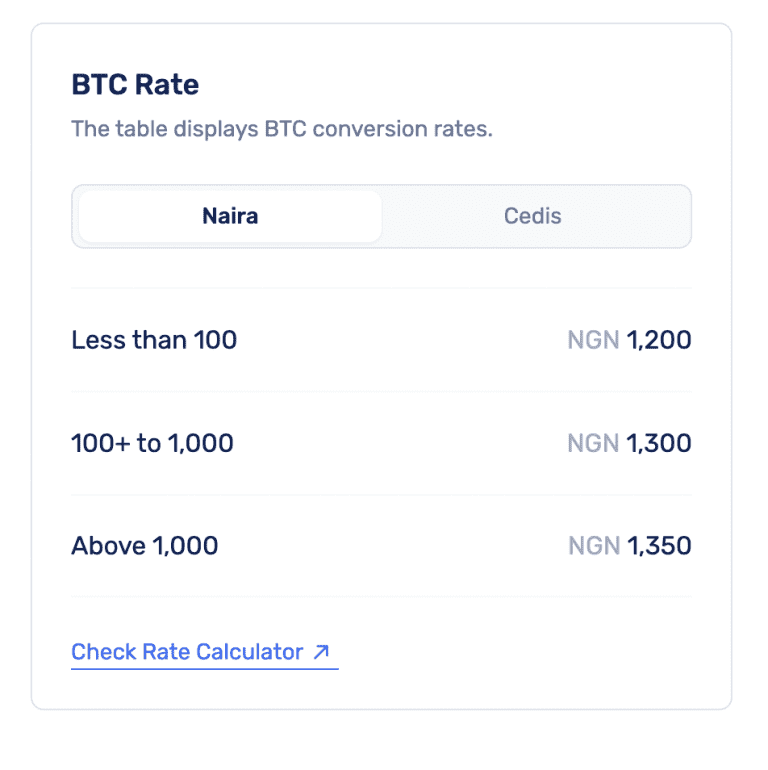 BTC Rate
The table displays BTC conversion rates.
Naira Cedis
Less than 100 NGN 1,200
100+ to 1,000 NGN 1,300
Above 1,000 NGN 1,350
Check Rate Calculator ↗